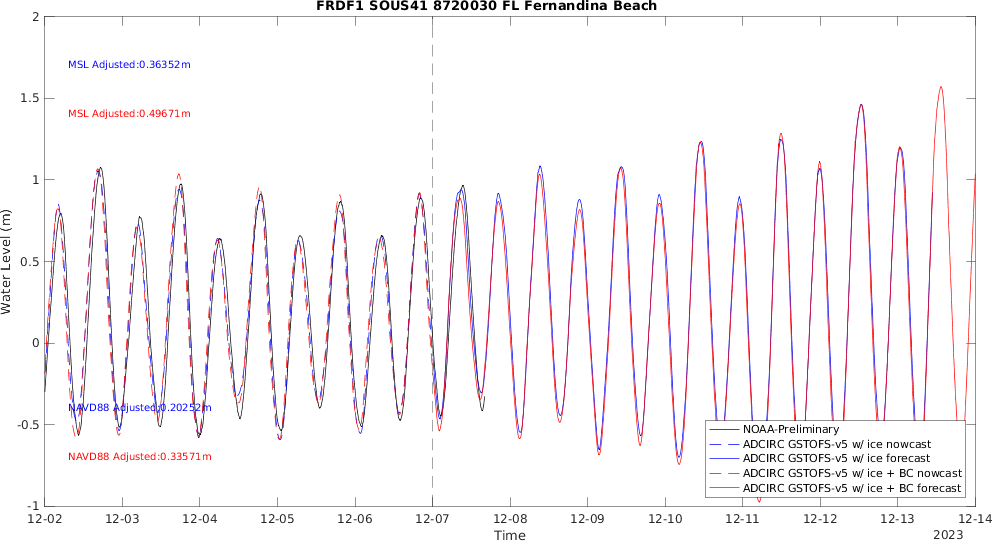 FRDF1 SOUS41 8720030 FL Fernandina Beach
2
1.5
1
0.5
0
-0.5
-1
Water Level (m)
MSL Adjusted:0.36352m
MSL Adjusted:0.49671m
NAVD88 Adjusted:0.20252m
NAVD88 Adjusted:0.33571m
NOAA-Preliminary
ADCIRC GSTOFS-v5 w/ ice nowcast
ADCIRC GSTOFS-v5 w/ ice forecast
ADCIRC GSTOFS-v5 w/ ice + BC nowcast
ADCIRC GSTOFS-v5 w/ ice + BC forecast
12-02 12-03 12-04 12-05 12-06 12-07 12-08 12-09 12-10 12-11 12-12 12-13 12-14
Time
2023